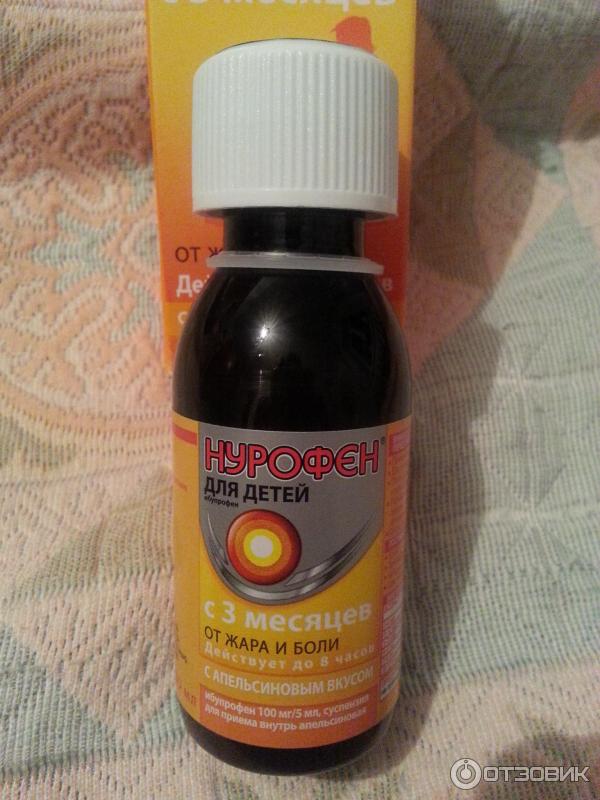 с 3 месяцев
ОТ Ж
Де
в
с
НУРОФЕН®
ДЛЯ ДЕТЕЙ
ибупрофен
с 3 месяцев
ОТ ЖАРА И БОЛИ
Действует до 8 часов
С АПЕЛЬСИНОВЫМ ВКУСОМ
ибупрофен 100 мг/5 мл, суспензия
для приема внутрь апельсиновая
мл
ОТЗОВИК